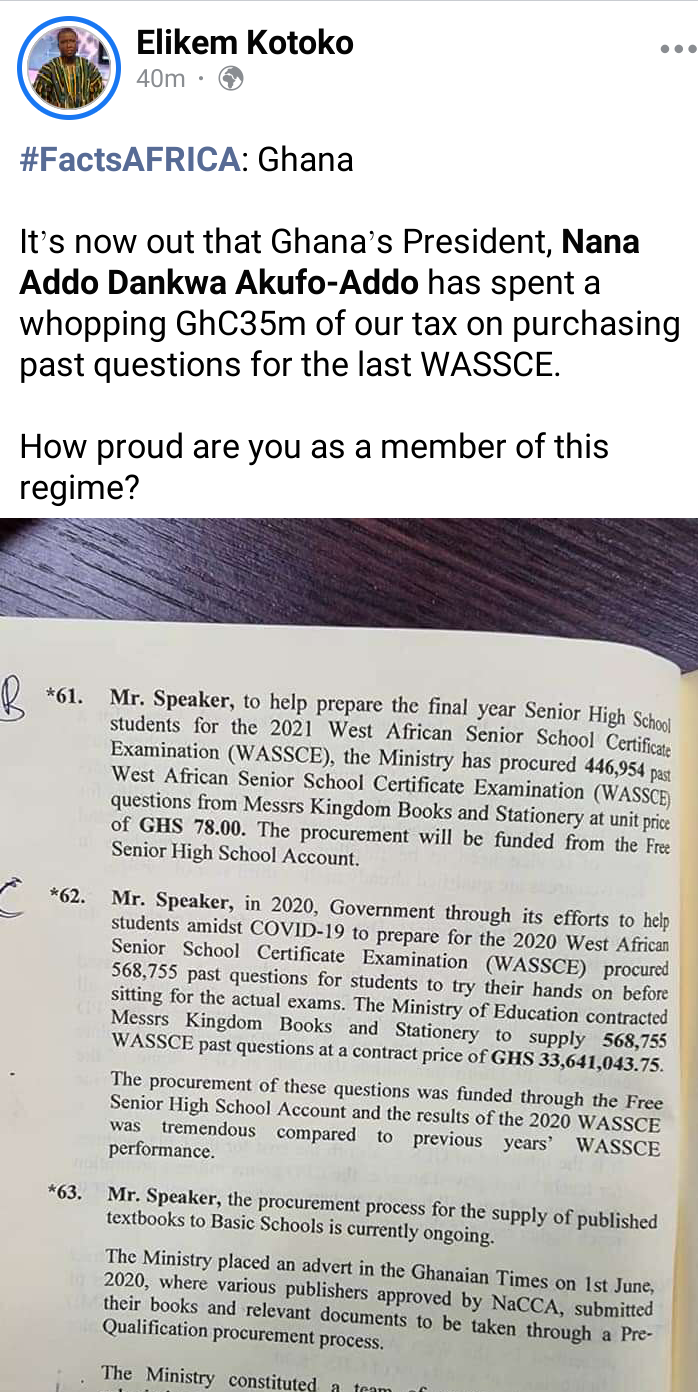 Elikem Kotoko
40m
#FactsAFRICA: Ghana
It's now out that Ghana's President, Nana
Addo Dankwa Akufo-Addo has spent a
whopping GhC35m of our tax on purchasing
past questions for the last WASSCE.
How proud are you as a member of this
regime?
*61. Mr. Speaker, to help prepare the final year Senior High School
students for the 2021 West African Senior School Certificate
Examination (WASSCE), the Ministry has procured 446,954 past
West African Senior School Certificate Examination (WASSCE)
questions from Messrs Kingdom Books and Stationery at unit price
of GHS 78.00. The procurement will be funded from the Free
Senior High School Account.
*62. Mr. Speaker, in 2020, Government through its efforts to help
students amidst COVID-19 to prepare for the 2020 West African
Senior School Certificate Examination (WASSCE) procured
568,755 past questions for students to try their hands on before
sitting for the actual exams. The Ministry of Education contracted
Messrs Kingdom Books and Stationery to supply 568,755
WASSCE past questions at a contract price of GHS 33,641,043.75.
The procurement of these questions was funded through the Free
Senior High School Account and the results of the 2020 WASSCE
was tremendous compared to previous years' WASSCE
performance.
*63. Mr. Speaker, the procurement process for the supply of published
textbooks to Basic Schools is currently ongoing.
The Ministry placed an advert in the Ghanaian Times on 1st June,
2020, where various publishers approved by NaCCA, submitted
their books and relevant documents to be taken through a Pre-
Qualification procurement process.
The Ministry constituted a team of